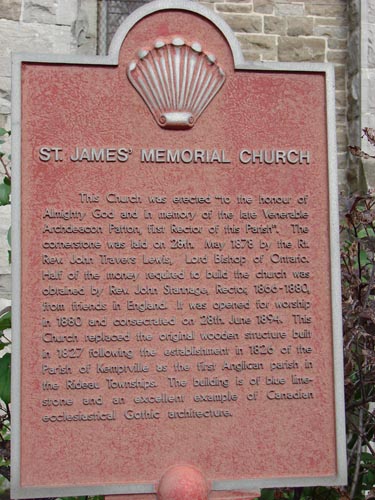 ST. JAMES' MEMORIAL CHURCH
This Church was erected "to the honour of
Almighty God and in memory of the late Venerable
Archdeacon Patton, first Rector of this Parish". The
cornerstone was laid on 28th. May 1878 by the Rt.
Rev. John Travers Lewis, Lord Bishop of Ontario.
Half of the money required to build the church was
obtained by Rev. John Stannage, Rector, 1866-1880,
from friends in England. It was opened for worship
in 1880 and consecrated on 28th. June 1894. This
Church replaced the original wooden structure built
in 1827 following the establishment in 1826 of the
Parish of Kemptville as the first Anglican parish in
the Rideau Townships. The building is of blue lime-
stone and an excellent example of Canadian
ecclesiastical Gothic architecture.